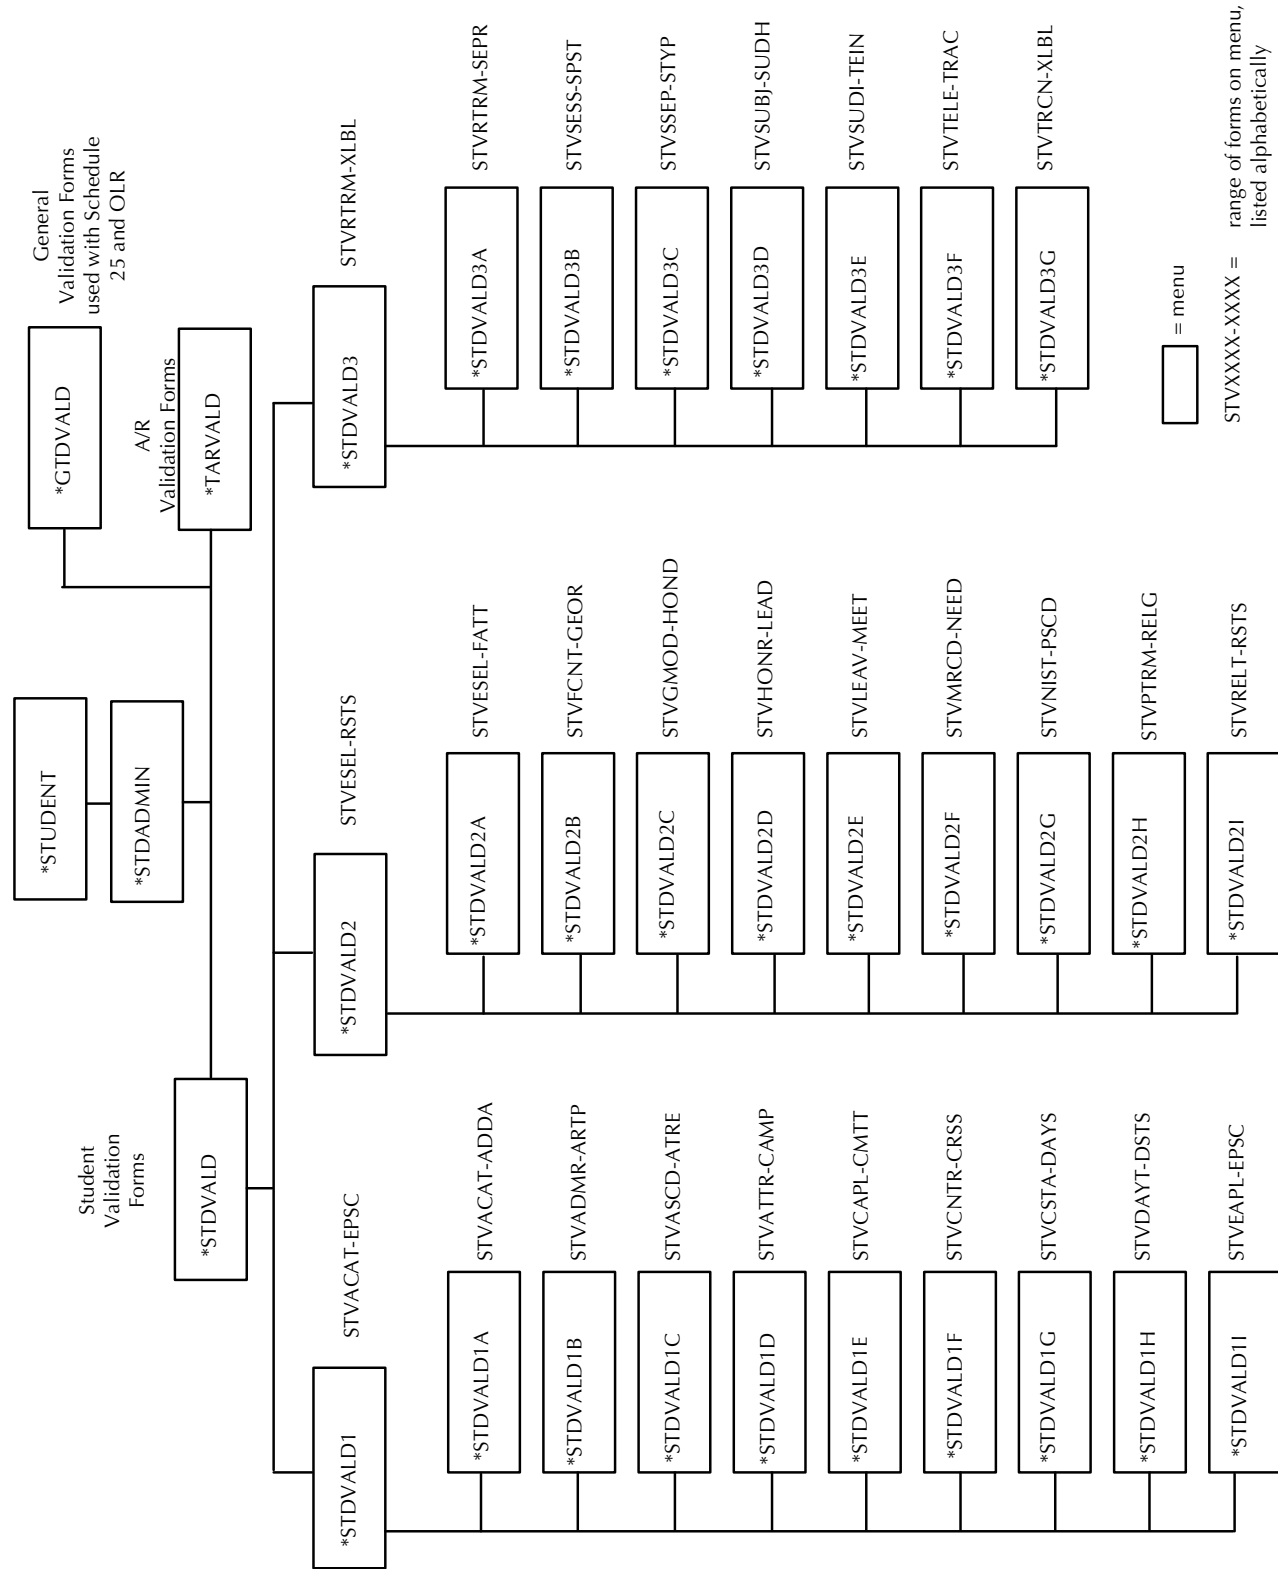 *STUDENT
*STDADMIN
General
Validation Forms
used with Schedule
25 and OLR
*GTDVALD
A/R
Validation Forms
*TARVALD
Student
Validation
Forms
*STDVALD
*STDVALD1
STVACAT-EPSC
*STDVALD1A
STVACAT-ADDA
*STDVALD1B
STVADMR-ARTP
*STDVALD1C
STVASCD-ATRE
*STDVALD1D
STVATTR-CAMP
*STDVALD1E
STVCAPL-CMTT
*STDVALD1F
STVCNTR-CRSS
*STDVALD1G
STVCSTA-DAYS
*STDVALD1H
STVDAYT-DSTS
*STDVALD1I
STVEAPL-EPSC
*STDVALD2
STVESEL-RSTS
*STDVALD2A
STVESEL-FATT
*STDVALD2B
STVFCNT-GEOR
*STDVALD2C
STVGMOD-HOND
*STDVALD2D
STVHONR-LEAD
*STDVALD2E
STVLEAV-MEET
*STDVALD2F
STVMRCD-NEED
*STDVALD2G
STVNIST-PSCD
*STDVALD2H
STVPTRM-RELG
*STDVALD2I
STVRELT-RSTS
*STDVALD3
STVRTRM-XLBL
*STDVALD3A
STVRTRM-SEPR
*STDVALD3B
STVSESS-SPST
*STDVALD3C
STVSSEP-STYP
*STDVALD3D
STVSUBJ-SUDH
*STDVALD3E
STVSUDI-TEIN
*STDVALD3F
STVTELE-TRAC
*STDVALD3G
STVTRCN-XLBL
= menu
STVXXXX-XXXX = range of forms on menu,
listed alphabetically